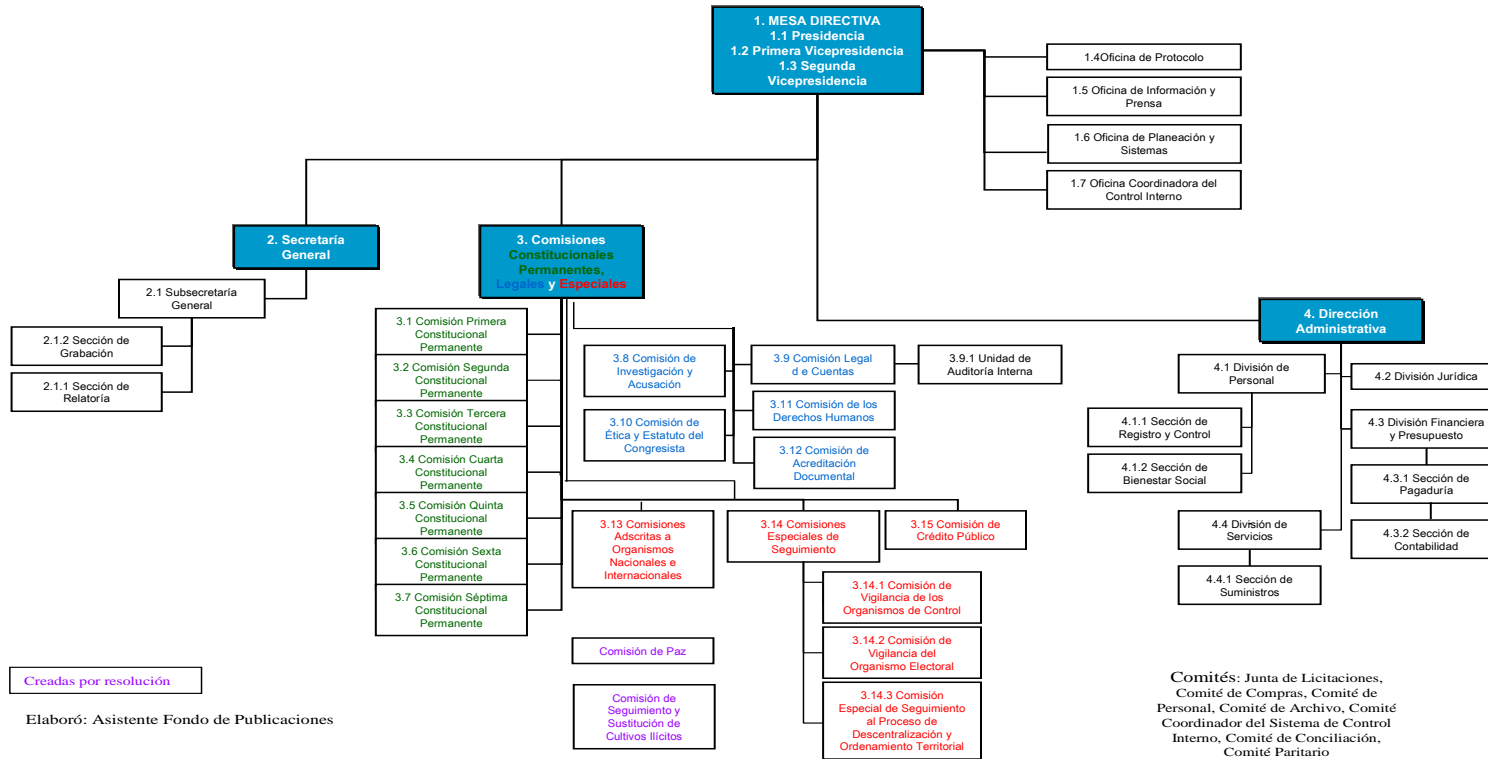 1. MESA DIRECTIVA
1.1 Presidencia
1.2 Primera Vicepresidencia
1.3 Segunda
Vicepresidencia
1.4Oficina de Protocolo
1.5 Oficina de Información y
Prensa
1.6 Oficina de Planeación y
Sistemas
1.7 Oficina Coordinadora del
Control Interno
2. Secretaría
General
2.1 Subsecretaría
General
2.1.2 Sección de
Grabación
2.1.1 Sección de
Relatoría
3. Comisiones
Constitucionales
Permanentes,
Legales y Especiales
3.1 Comisión Primera
Constitucional
Permanente
3.2 Comisión Segunda
Constitucional
Permanente
3.3 Comisión Tercera
Constitucional
Permanente
3.4 Comisión Cuarta
Constitucional
Permanente
3.5 Comisión Quinta
Constitucional
Permanente
3.6 Comisión Sexta
Constitucional
Permanente
3.7 Comisión Séptima
Constitucional
Permanente
3.8 Comisión de
Investigación y
Acusación
3.9 Comisión Legal
d e Cuentas
3.9.1 Unidad de
Auditoría Interna
3.10 Comisión de
Ética y Estatuto del
Congresista
3.11 Comisión de los
Derechos Humanos
3.12 Comisión de
Acreditación
Documental
3.13 Comisiones
Adscritas a
Organismos
Nacionales e
Internacionales
3.14 Comisiones
Especiales de
Seguimiento
3.15 Comisión de
Crédito Público
3.14.1 Comisión de
Vigilancia de los
Organismos de Control
3.14.2 Comisión de
Vigilancia del
Organismo Electoral
3.14.3 Comisión
Especial de Seguimiento
al Proceso de
Descentralización y
Ordenamiento Territorial
Comisión de Paz
Comisión de
Seguimiento y
Sustitución de
Cultivos Ilícitos
4. Dirección
Administrativa
4.1 División de
Personal
4.2 División Jurídica
4.1.1 Sección de
Registro y Control
4.1.2 Sección de
Bienestar Social
4.3 División Financiera
y Presupuesto
4.3.1 Sección de
Pagaduría
4.3.2 Sección de
Contabilidad
4.4 División de
Servicios
4.4.1 Sección de
Suministros
Creadas por resolución
Elaboró: Asistente Fondo de Publicaciones
Comités: Junta de Licitaciones,
Comité de Compras, Comité de
Personal, Comité de Archivo, Comité
Coordinador del Sistema de Control
Interno, Comité de Conciliación,
Comité Paritario